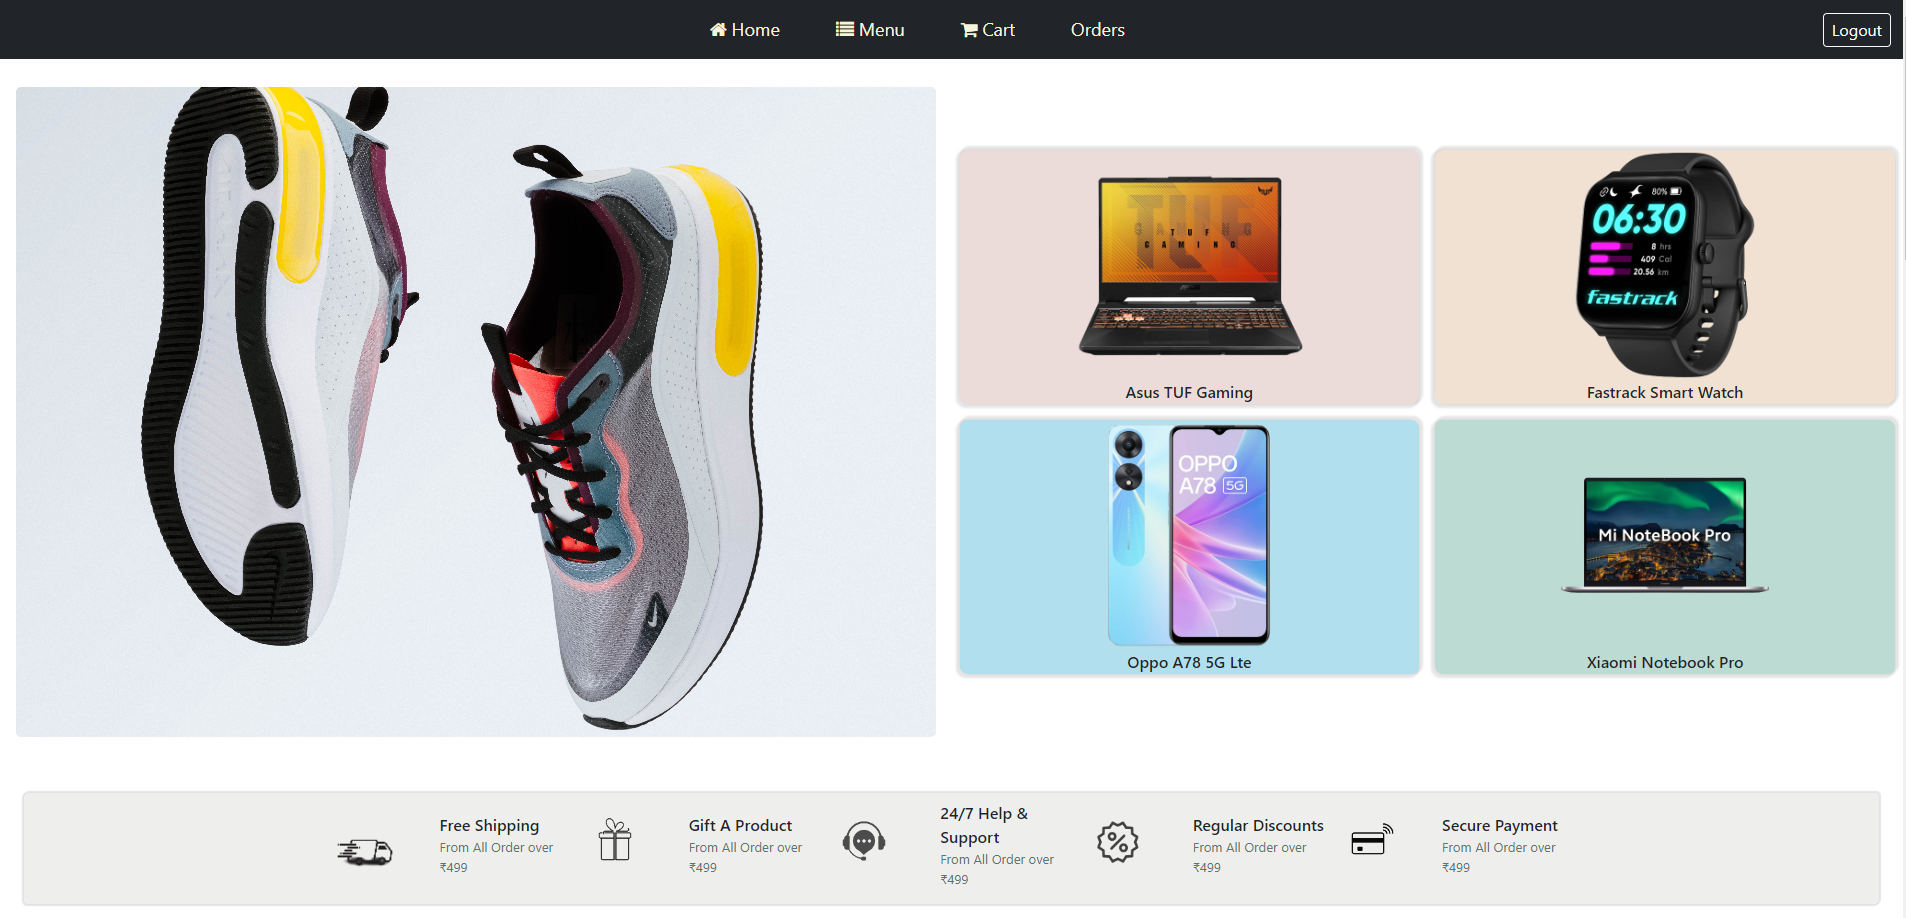 Home
Menu
Cart
Orders
Logout
TUF
GAMING
TUF
GAMING
Asus TUF Gaming
80%
06:30
8 hrs
409 Cal
20.56 km
fastrack
Fastrack Smart Watch
OPPO
A78 5G
Oppo A78 5G Lte
Mi NoteBook Pro
Xiaomi Notebook Pro
Free Shipping
From All Order over
₹499
Gift A Product
From All Order over
₹499
24/7 Help &
Support
From All Order over
₹499
Regular Discounts
From All Order over
₹499
Secure Payment
From All Order over
₹499